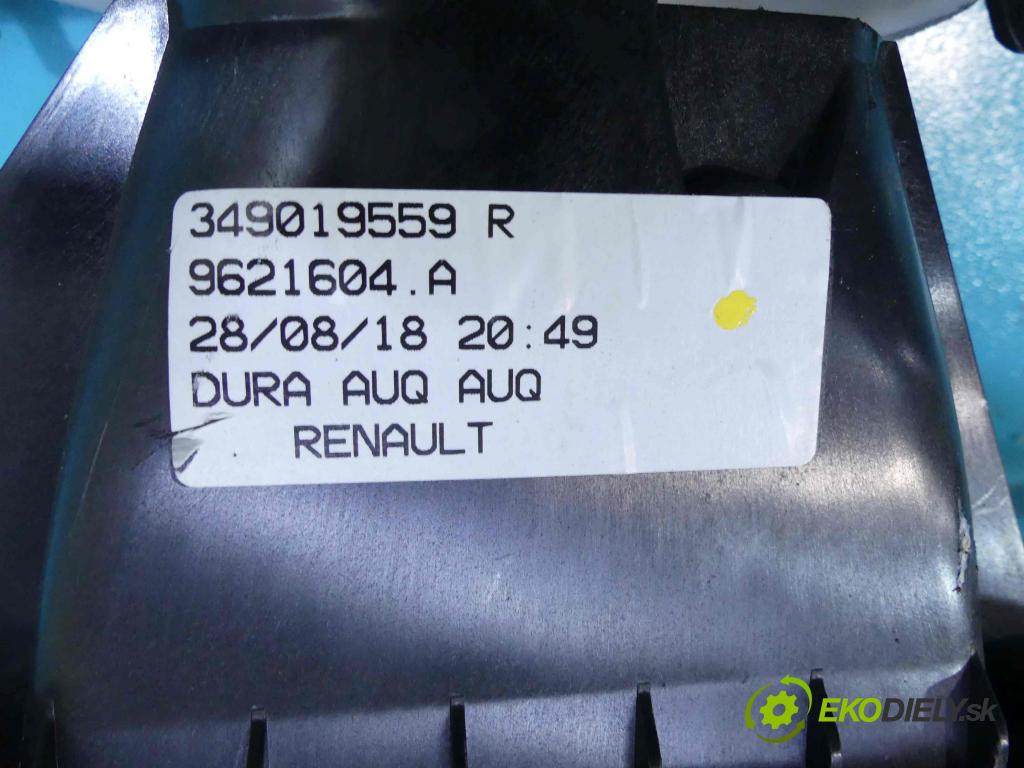 349019559 R
9621604.A
28/08/18 20:49
DURA AUQ AUQ
RENAULT
EKODIELY.sk